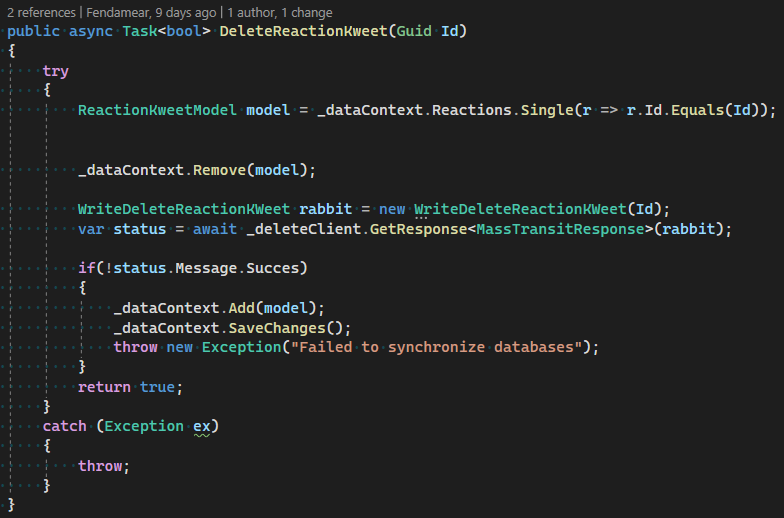 2 references | Fendamear, 9 days ago | 1 author, 1 change
public async Task<bool> DeleteReactionKweet(Guid Id)
{
try
{
ReactionKweetModel model = _dataContext.Reactions.Single(r => r.Id.Equals(Id));
_dataContext.Remove(model);
WriteDeleteReactionKWeet rabbit = new WriteDeleteReactionKWeet(Id);
var status = await _deleteClient.GetResponse<MassTransitResponse>(rabbit);
if(!status.Message.Succes)
{
_dataContext.Add(model);
_dataContext.SaveChanges();
throw new Exception("Failed to synchronize databases");
}
return true;
}
catch (Exception ex)
{
throw;
}
}